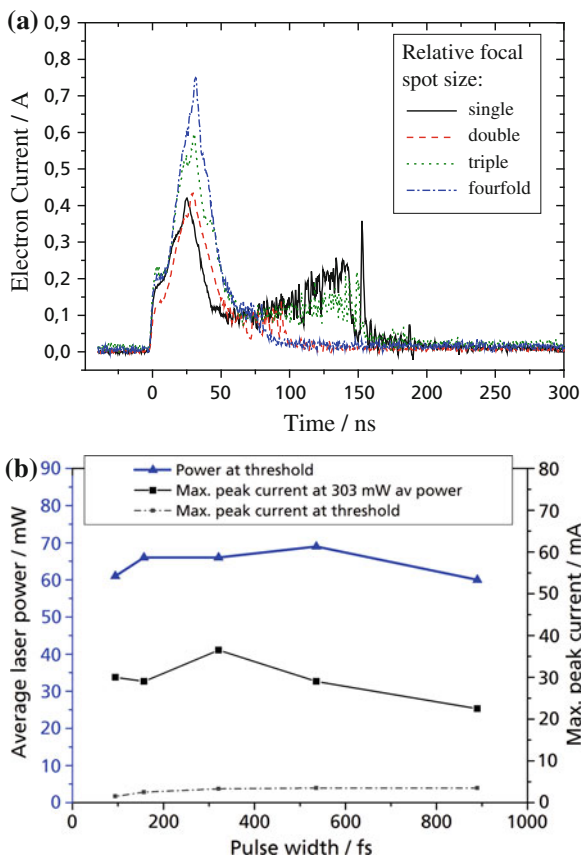 (a)
0,9
0,8
0,7
0,6
0,5
0,4
0,3
0,2
0,1
0,0
Electron Current / A
Relative focal
spot size:
single
double
triple
fourfold
0 50 100 150 200 250 300
Time / ns
(b)
Power at threshold
Max. peak current at 303 mW av power
Max. peak current at threshold
90
80
70
60
50
40
30
20
10
0
Average laser power / mW
80
70
60
50
40
30
20
10
0
Max. peak current / mA
0 200 400 600 800 1000
Pulse width / fs